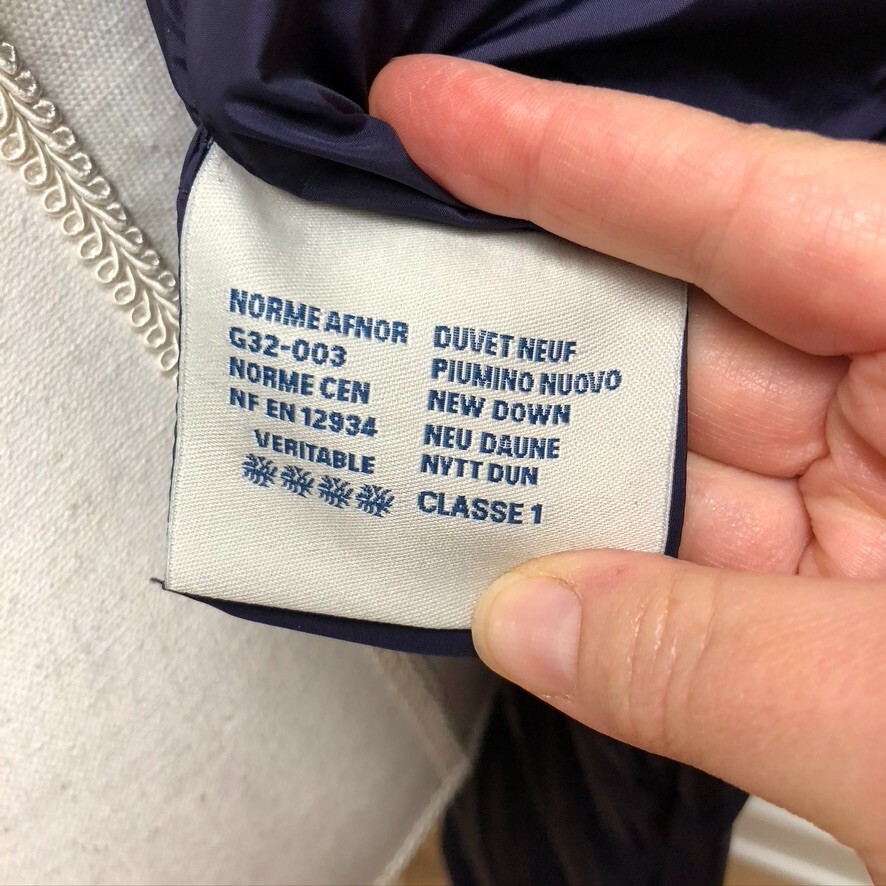 NORME AFNOR
G32-003
NORME CEN
NF EN 12934
VERITABLE
DUVET NEUF
PIUMINO NUOVO
NEW DOWN
NEU DAUNE
NYTT DUN
CLASSE 1